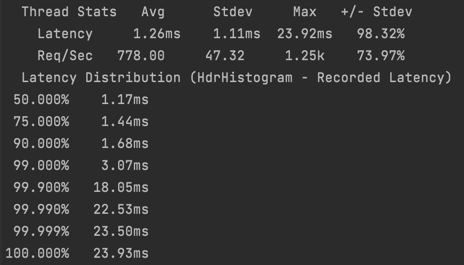 Thread Stats   Avg      Stdev     Max   +/- Stdev
Latency     1.26ms    1.11ms  23.92ms   98.32%
Req/Sec   778.00     47.32     1.25k    73.97%
Latency Distribution (HdrHistogram - Recorded Latency)
50.000%    1.17ms
75.000%    1.44ms
90.000%    1.68ms
99.000%    3.07ms
99.900%   18.05ms
99.990%   22.53ms
99.999%   23.50ms
100.000%   23.93ms